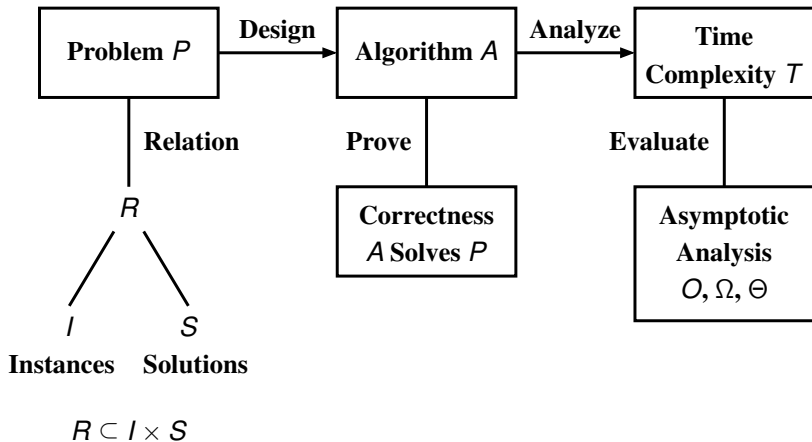 Problem P
Design
Algorithm A
Analyze
Time
Complexity T
Relation
Prove
Evaluate
R
Correctness
A Solves P
Asymptotic
Analysis
O, Ω, Θ
I
S
Instances
Solutions
R ⊂ I × S